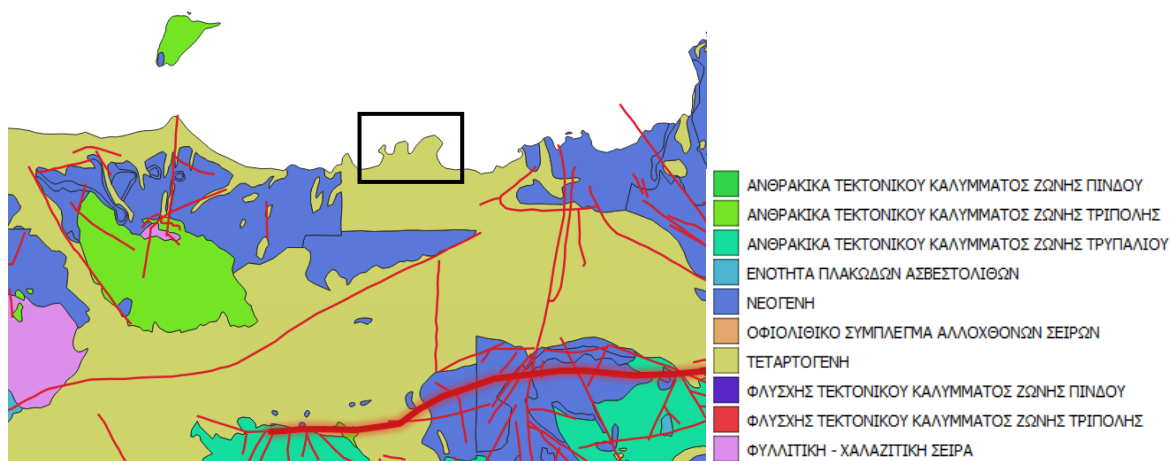 ΑΝΘΡΑΚΙΚΑ ΤΕΚΤΟΝΙΚΟΥ ΚΑΛΥΜΜΑΤΟΣ ΖΩΝΗΣ ΠΙΝΔΟΥ
ΑΝΘΡΑΚΙΚΑ ΤΕΚΤΟΝΙΚΟΥ ΚΑΛΥΜΜΑΤΟΣ ΖΩΝΗΣ ΤΡΙΠΟΛΗΣ
ΑΝΘΡΑΚΙΚΑ ΤΕΚΤΟΝΙΚΟΥ ΚΑΛΥΜΜΑΤΟΣ ΖΩΝΗΣ ΤΡΥΠΑΛΙΟΥ
ΕΝΟΤΗΤΑ ΠΛΑΚΩΔΩΝ ΑΣΒΕΣΤΟΛΙΘΩΝ
ΝΕΟΓΕΝΗ
ΟΦΙΟΛΙΘΙΚΟ ΣΥΜΠΛΕΓΜΑ ΑΛΛΟΧΘΟΝΩΝ ΣΕΙΡΩΝ
ΤΕΤΑΡΤΟΓΕΝΗ
ΦΛΥΣΧΗΣ ΤΕΚΤΟΝΙΚΟΥ ΚΑΛΥΜΜΑΤΟΣ ΖΩΝΗΣ ΠΙΝΔΟΥ
ΦΛΥΣΧΗΣ ΤΕΚΤΟΝΙΚΟΥ ΚΑΛΥΜΜΑΤΟΣ ΖΩΝΗΣ ΤΡΙΠΟΛΗΣ
ΦΥΛΛΙΤΙΚΗ - ΧΑΛΑΖΙΤΙΚΗ ΣΕΙΡΑ